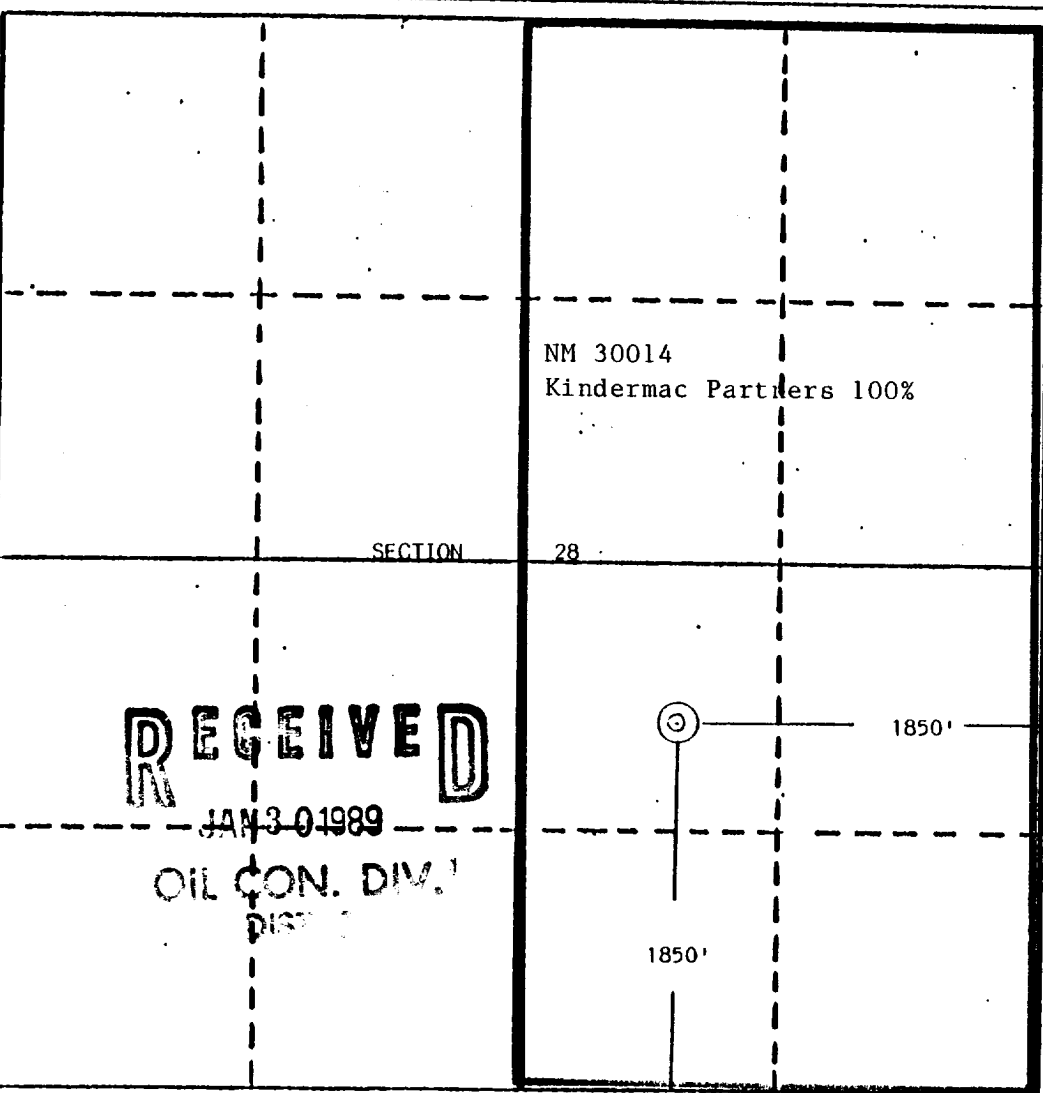 NM 30014
Kindermac Partners 100%
SECTION 28
RECEIVED
1850'
JAN 30 1989
OIL CON. DIV.
1850'